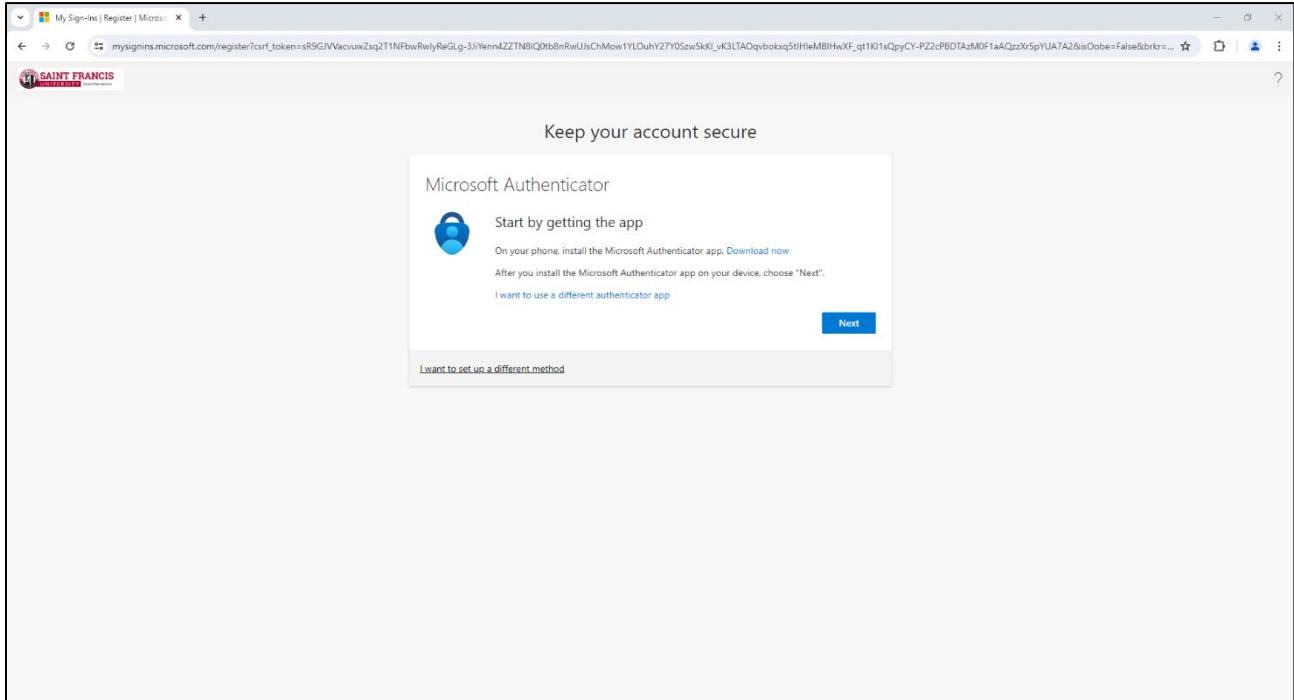 My Sign-Ins | Register | Micros
mysignins.microsoft.com/register?csrf_token=sR9GJVVacvuwZsq2T1NFbwRwlyReGLg-3JiYenn4ZZTN8IQ0tb8nRwUJsChMow1YLOuhY27Y0Szw5kKI_vK3LTAOqvbokxq5tIHleM8IHwXF_qt1KI1sQpyCY-PZ2cPBDTAzM0F1aAQzzXr5pYUA7A2&isOobe=False&brkr=...
SAINT FRANCIS
UNIVERSITY
?
Keep your account secure
Microsoft Authenticator
Start by getting the app
On your phone, install the Microsoft Authenticator app. Download now
After you install the Microsoft Authenticator app on your device, choose "Next".
I want to use a different authenticator app
Next
I want to set up a different method